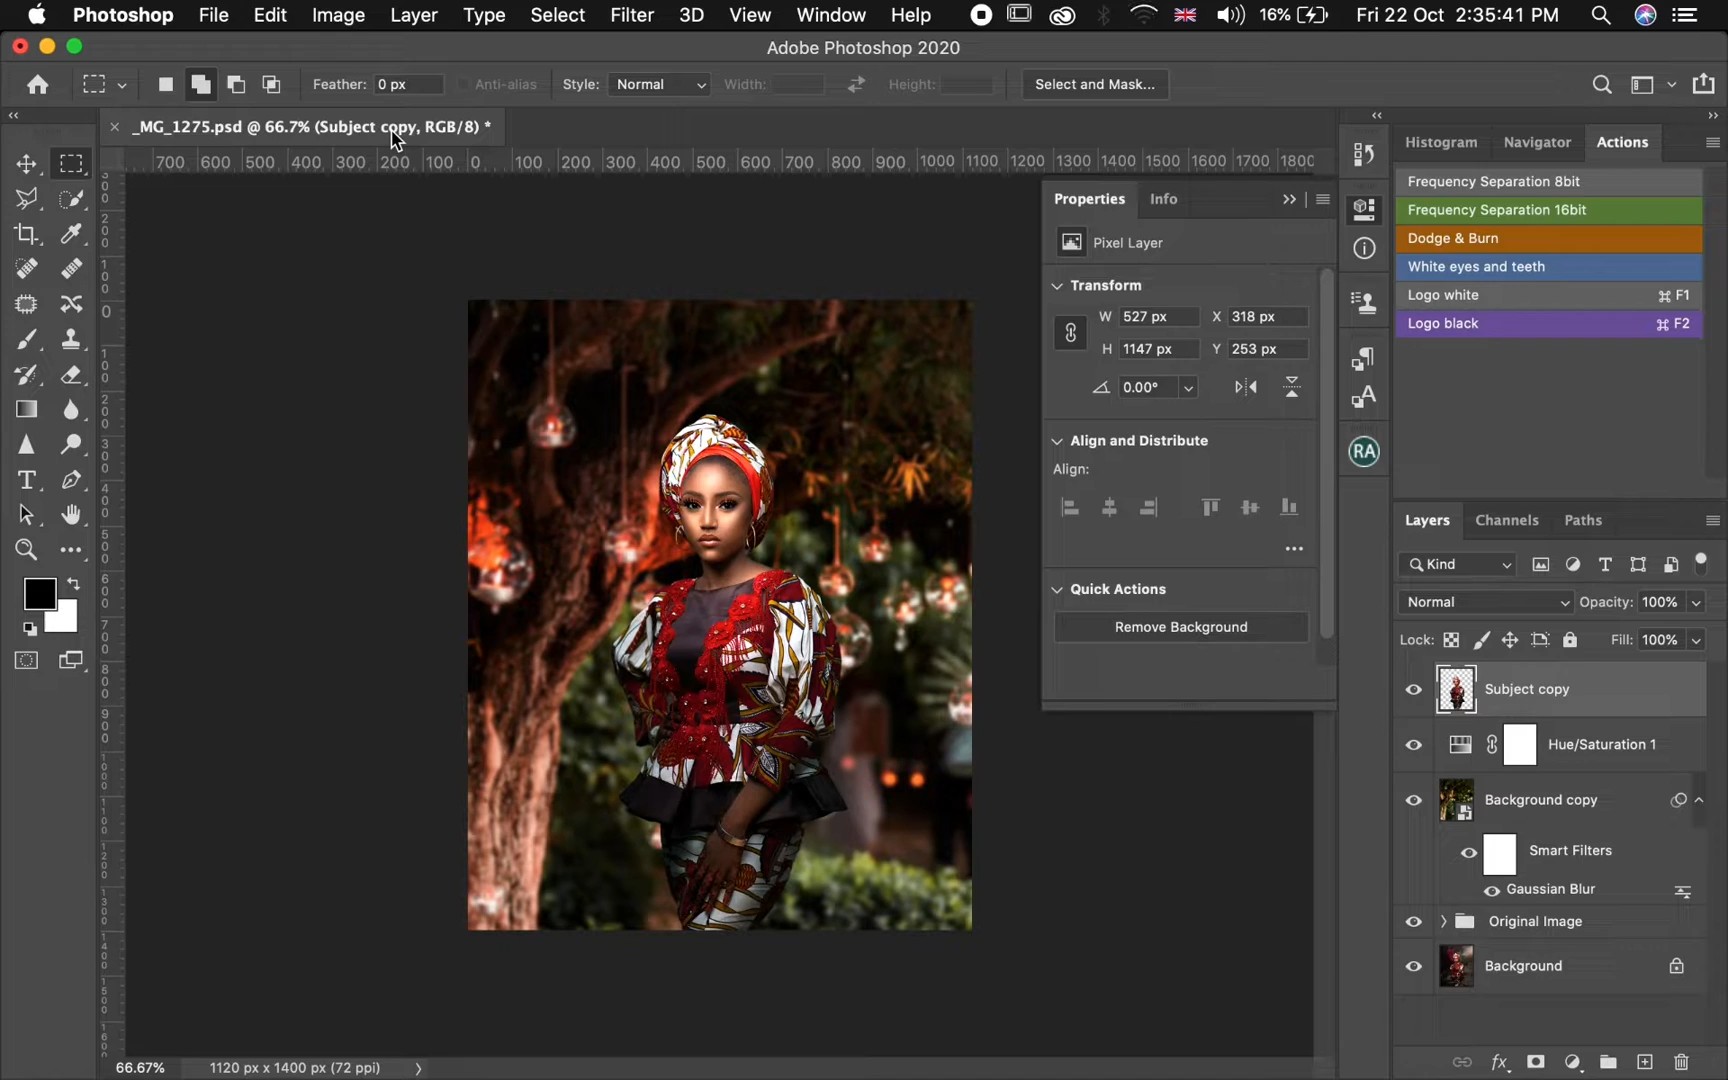 Photoshop File Edit Image Layer Type Select Filter 3D View Window Help 16% Fri 22 Oct 2:35:41 PM
Adobe Photoshop 2020
Feather: 0 px Anti-alias Style: Normal Width: Height: Select and Mask...
_MG_1275.psd @ 66.7% (Subject copy, RGB/8) *
700 600 500 400 300 200 100 0 100 200 300 400 500 600 700 800 900 1000 1100 1200 1300 1400 1500 1600 1700 1800
Histogram Navigator Actions
Frequency Separation 8bit
Frequency Separation 16bit
Dodge & Burn
White eyes and teeth
Logo white ⌘ F1
Logo black ⌘ F2
Properties Info
Pixel Layer
Transform
W 527 px X 318 px
H 1147 px Y 253 px
0.00°
Align and Distribute
Align:
Quick Actions
Remove Background
RA
Layers Channels Paths
Kind
Normal Opacity: 100%
Lock: Fill: 100%
Subject copy
Hue/Saturation 1
Background copy
Smart Filters
Gaussian Blur
Original Image
Background
66.67% 1120 px x 1400 px (72 ppi)